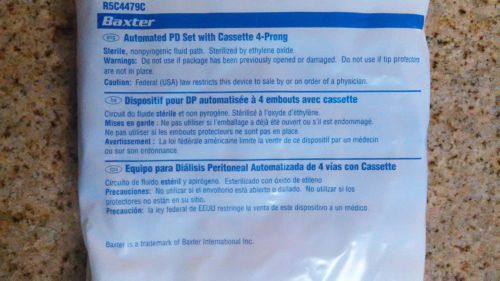 R5C4479C
Baxter
Automated PD Set with Cassette 4-Prong
Sterile, nonpyrogenic fluid path. Sterilized by ethylene oxide.
Warnings: Do not use if package has been previously opened or damaged. Do not use if tip protectors
are not in place.
Caution: Federal (USA) law restricts this device to sale by or on order of a physician.
Dispositif pour DP automatisée à 4 embouts avec cassette
Circuit du fluide stérile et non pyrogène. Stérilisé à l'oxyde d'éthylène.
Mises en garde : Ne pas utiliser si l'emballage a déjà été ouvert ou s'il est endommagé.
Ne pas utiliser si les embouts protecteurs ne sont pas en place.
Avertissement : La loi fédérale américaine limite la vente de ce dispositif par un médecin
ou sur son ordonnance.
Equipo para Diálisis Peritoneal Automatizada de 4 vías con Cassette
Circuito de fluido estéril y apirógeno. Esterilizado con óxido de etileno
Precauciones: No utilizar si el envoltorio está abierto o dañado. No utilizar si los
protectores no están en su sitio.
Precaución: la ley federal de EEUU restringe la venta de este dispositivo a un médico
Baxter is a trademark of Baxter International Inc.